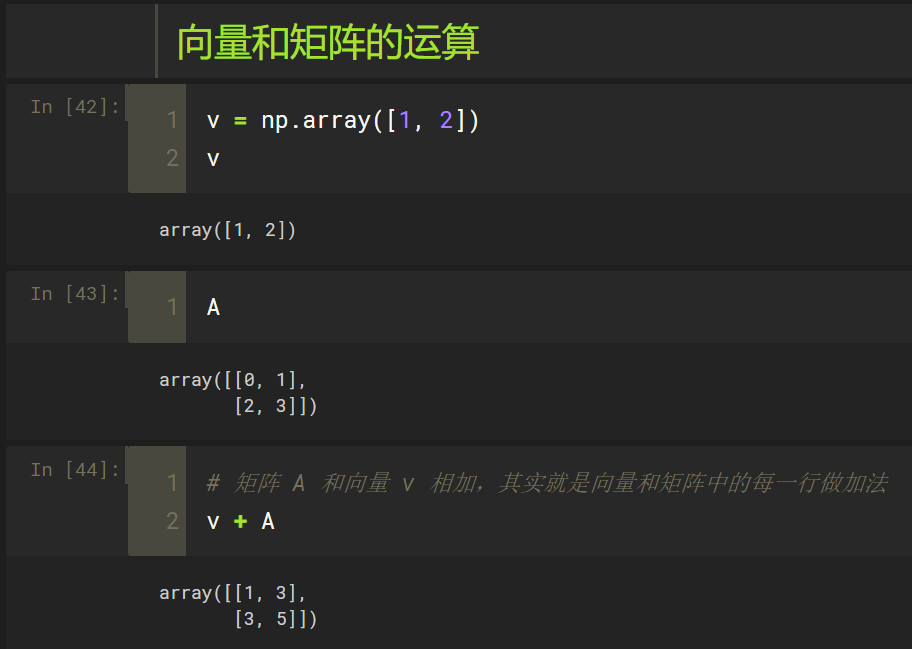 向量和矩阵的运算
In [42]:
1 v = np.array([1, 2])
2 v
array([1, 2])
In [43]:
1 A
array([[0, 1],
       [2, 3]])
In [44]:
1 # 矩阵 A 和向量 v 相加，其实就是向量和矩阵中的每一行做加法
2 v + A
array([[1, 3],
       [3, 5]])